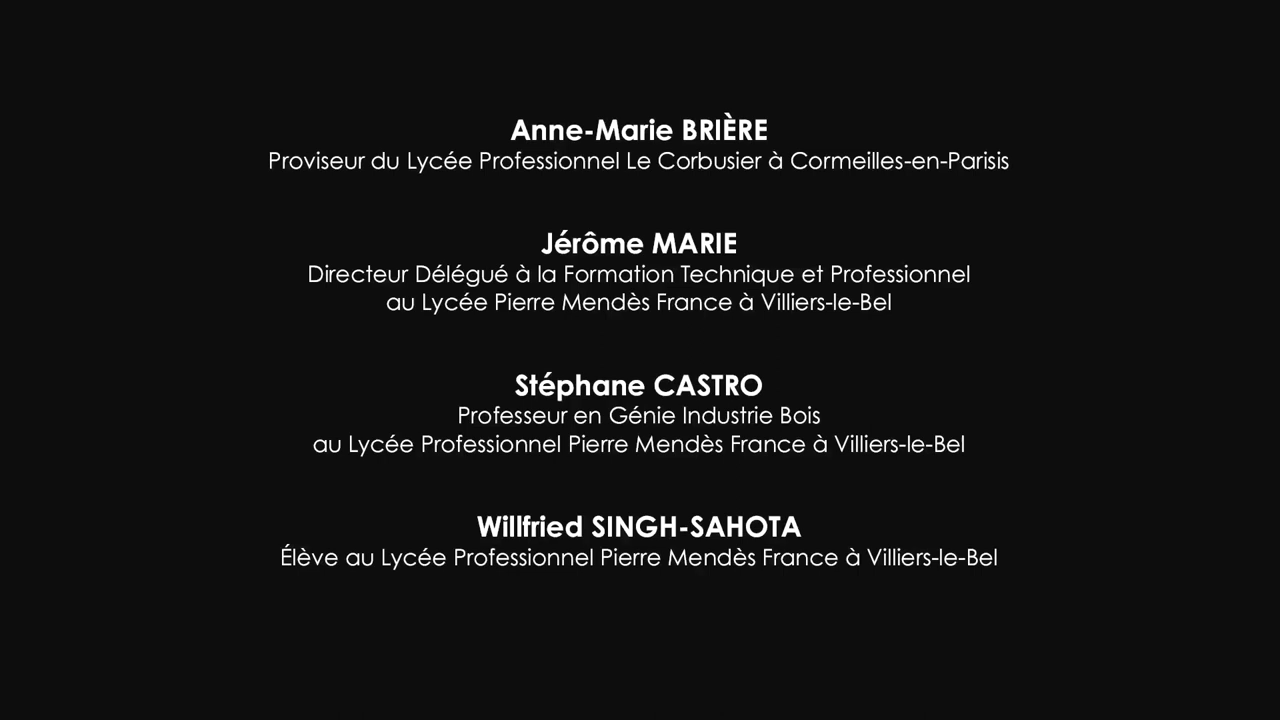 Anne-Marie BRIÈRE
Proviseur du Lycée Professionnel Le Corbusier à Cormeilles-en-Parisis
Jérôme MARIE
Directeur Délégué à la Formation Technique et Professionnel
au Lycée Pierre Mendès France à Villiers-le-Bel
Stéphane CASTRO
Professeur en Génie Industrie Bois
au Lycée Professionnel Pierre Mendès France à Villiers-le-Bel
Willfried SINGH-SAHOTA
Élève au Lycée Professionnel Pierre Mendès France à Villiers-le-Bel